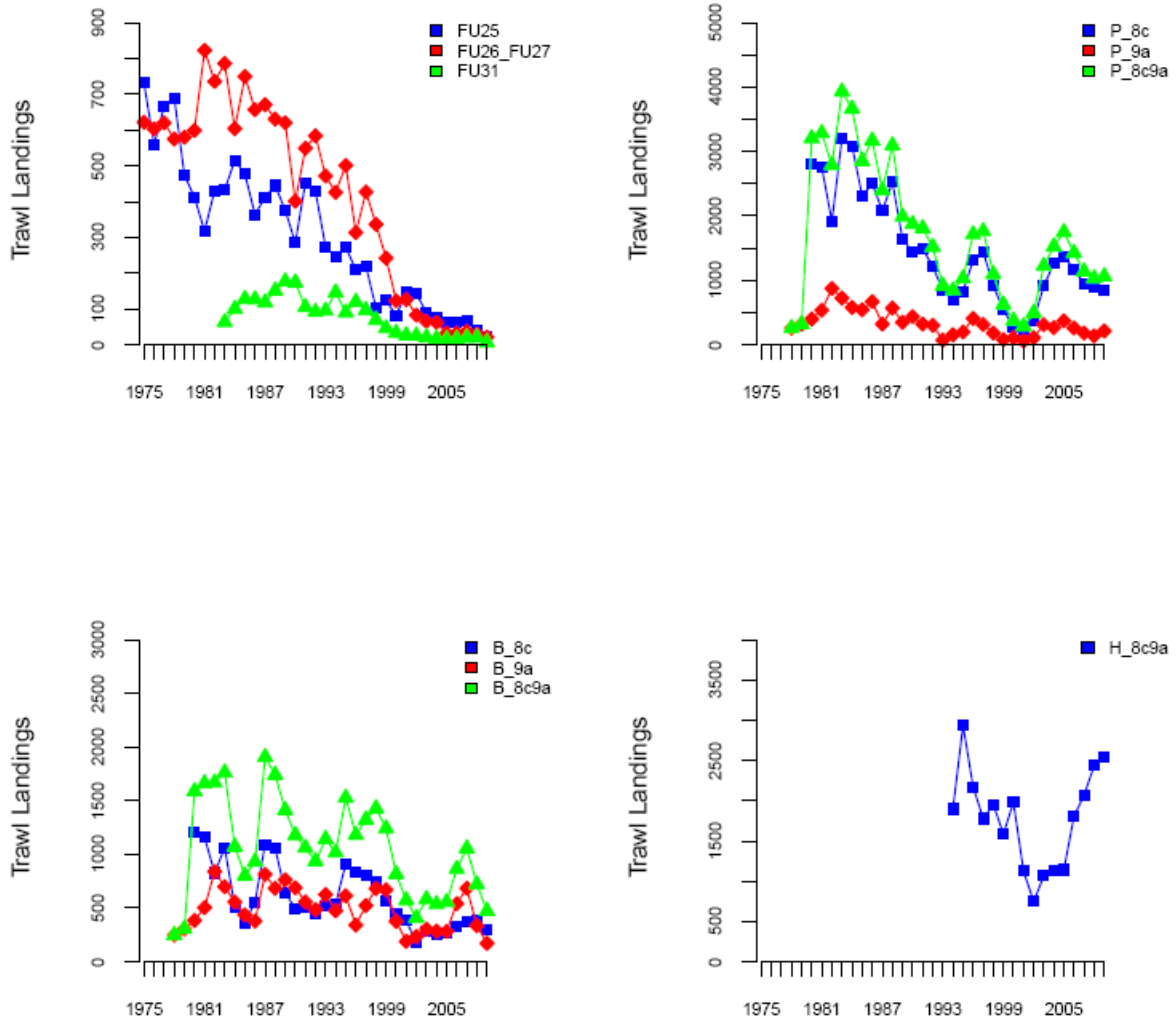 Trawl Landings
900
700
500
300
100
0
1975 1981 1987 1993 1999 2005
FU25
FU26_FU27
FU31
Trawl Landings
5000
4000
3000
2000
1000
0
1975 1981 1987 1993 1999 2005
P_8c
P_9a
P_8c9a
Trawl Landings
3000
2500
2000
1500
1000
500
0
1975 1981 1987 1993 1999 2005
B_8c
B_9a
B_8c9a
Trawl Landings
3500
2500
1500
500
0
1975 1981 1987 1993 1999 2005
H_8c9a